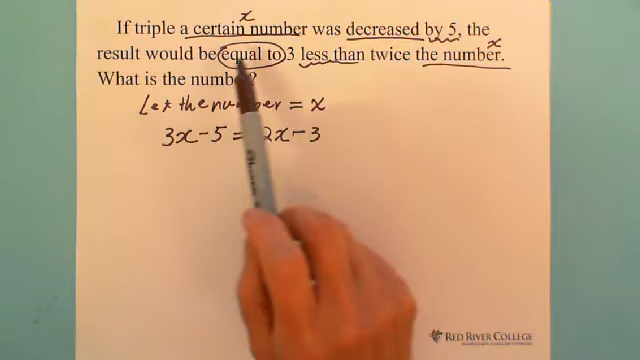 x
If triple a certain number was decreased by 5, the
x
result would be equal to 3 less than twice the number.
What is the number?
Let the number = x
3x - 5 = 2x - 3
RED RIVER COLLEGE